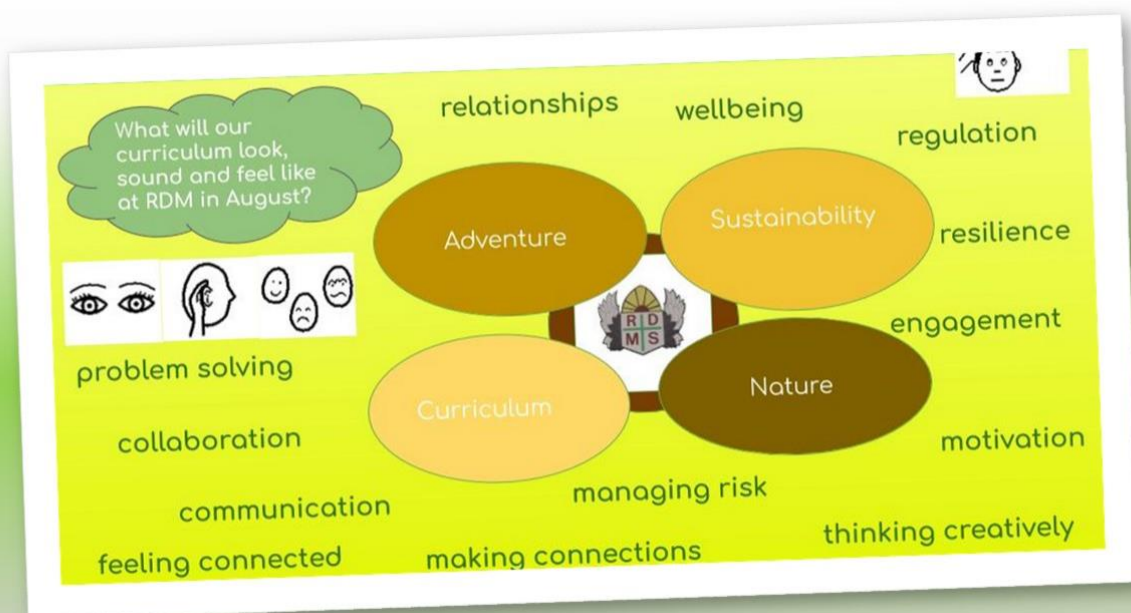 What will our
curriculum look,
sound and feel like
at RDM in August?
relationships
wellbeing
regulation
Adventure
Sustainability
resilience
R D
M S
engagement
problem solving
Curriculum
Nature
collaboration
motivation
communication
managing risk
feeling connected
making connections
thinking creatively